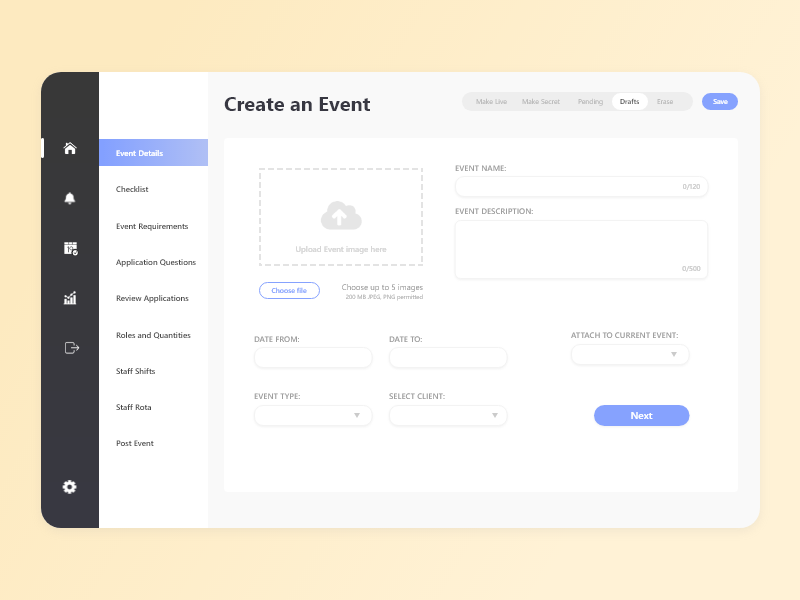 Create an Event
Make Live Make Secret Pending Drafts Erase Save
Event Details
Checklist
Event Requirements
Application Questions
Review Applications
Roles and Quantities
Staff Shifts
Staff Rota
Post Event
Upload Event image here
Choose file
Choose up to 5 images
200 MB JPEG, PNG permitted
EVENT NAME:
0/120
EVENT DESCRIPTION:
0/500
DATE FROM:
DATE TO:
ATTACH TO CURRENT EVENT:
EVENT TYPE:
SELECT CLIENT:
Next